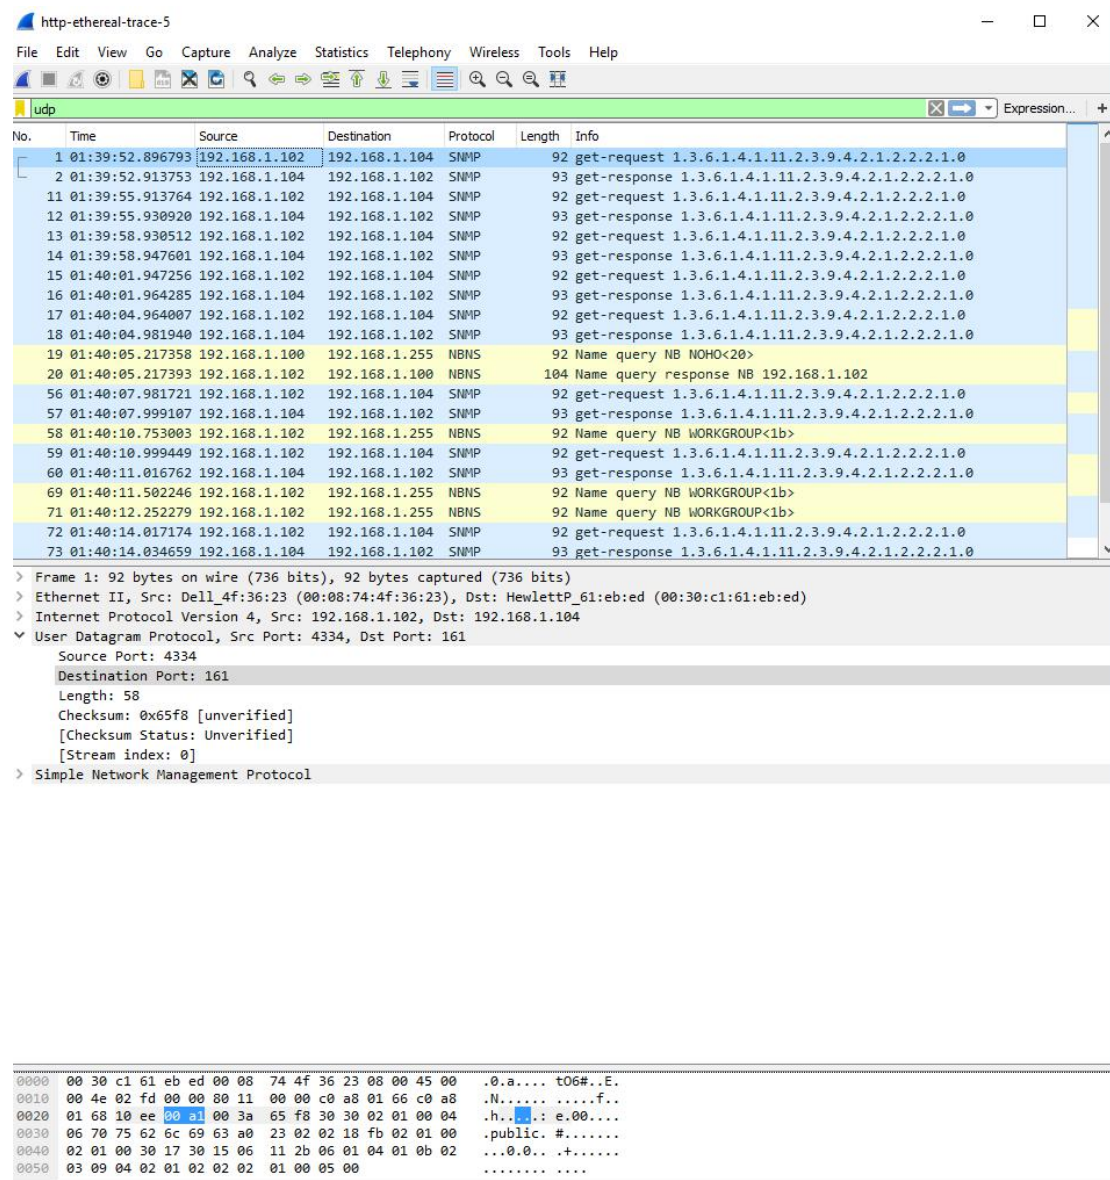 http-ethereal-trace-5
File Edit View Go Capture Analyze Statistics Telephony Wireless Tools Help
udp Expression... +
No. Time Source Destination Protocol Length Info
1 01:39:52.896793 192.168.1.102 192.168.1.104 SNMP 92 get-request 1.3.6.1.4.1.11.2.3.9.4.2.1.2.2.2.1.0
2 01:39:52.913753 192.168.1.104 192.168.1.102 SNMP 93 get-response 1.3.6.1.4.1.11.2.3.9.4.2.1.2.2.2.1.0
11 01:39:55.913764 192.168.1.102 192.168.1.104 SNMP 92 get-request 1.3.6.1.4.1.11.2.3.9.4.2.1.2.2.2.1.0
12 01:39:55.930920 192.168.1.104 192.168.1.102 SNMP 93 get-response 1.3.6.1.4.1.11.2.3.9.4.2.1.2.2.2.1.0
13 01:39:58.930512 192.168.1.102 192.168.1.104 SNMP 92 get-request 1.3.6.1.4.1.11.2.3.9.4.2.1.2.2.2.1.0
14 01:39:58.947601 192.168.1.104 192.168.1.102 SNMP 93 get-response 1.3.6.1.4.1.11.2.3.9.4.2.1.2.2.2.1.0
15 01:40:01.947256 192.168.1.102 192.168.1.104 SNMP 92 get-request 1.3.6.1.4.1.11.2.3.9.4.2.1.2.2.2.1.0
16 01:40:01.964285 192.168.1.104 192.168.1.102 SNMP 93 get-response 1.3.6.1.4.1.11.2.3.9.4.2.1.2.2.2.1.0
17 01:40:04.964007 192.168.1.102 192.168.1.104 SNMP 92 get-request 1.3.6.1.4.1.11.2.3.9.4.2.1.2.2.2.1.0
18 01:40:04.981940 192.168.1.104 192.168.1.102 SNMP 93 get-response 1.3.6.1.4.1.11.2.3.9.4.2.1.2.2.2.1.0
19 01:40:05.217358 192.168.1.100 192.168.1.255 NBNS 92 Name query NB NOHO<20>
20 01:40:05.217393 192.168.1.102 192.168.1.100 NBNS 104 Name query response NB 192.168.1.102
56 01:40:07.981721 192.168.1.102 192.168.1.104 SNMP 92 get-request 1.3.6.1.4.1.11.2.3.9.4.2.1.2.2.2.1.0
57 01:40:07.999107 192.168.1.104 192.168.1.102 SNMP 93 get-response 1.3.6.1.4.1.11.2.3.9.4.2.1.2.2.2.1.0
58 01:40:10.753003 192.168.1.102 192.168.1.255 NBNS 92 Name query NB WORKGROUP<1b>
59 01:40:10.999449 192.168.1.102 192.168.1.104 SNMP 92 get-request 1.3.6.1.4.1.11.2.3.9.4.2.1.2.2.2.1.0
60 01:40:11.016762 192.168.1.104 192.168.1.102 SNMP 93 get-response 1.3.6.1.4.1.11.2.3.9.4.2.1.2.2.2.1.0
69 01:40:11.502246 192.168.1.102 192.168.1.255 NBNS 92 Name query NB WORKGROUP<1b>
71 01:40:12.252279 192.168.1.102 192.168.1.255 NBNS 92 Name query NB WORKGROUP<1b>
72 01:40:14.017174 192.168.1.102 192.168.1.104 SNMP 92 get-request 1.3.6.1.4.1.11.2.3.9.4.2.1.2.2.2.1.0
73 01:40:14.034659 192.168.1.104 192.168.1.102 SNMP 93 get-response 1.3.6.1.4.1.11.2.3.9.4.2.1.2.2.2.1.0
Frame 1: 92 bytes on wire (736 bits), 92 bytes captured (736 bits)
Ethernet II, Src: Dell_4f:36:23 (00:08:74:4f:36:23), Dst: HewlettP_61:eb:ed (00:30:c1:61:eb:ed)
Internet Protocol Version 4, Src: 192.168.1.102, Dst: 192.168.1.104
User Datagram Protocol, Src Port: 4334, Dst Port: 161
Source Port: 4334
Destination Port: 161
Length: 58
Checksum: 0x65f8 [unverified]
[Checksum Status: Unverified]
[Stream index: 0]
Simple Network Management Protocol
0000 00 30 c1 61 eb ed 00 08 74 4f 36 23 08 00 45 00 .0.a.... tO6#..E.
0010 00 4e 02 fd 00 00 80 11 00 00 c0 a8 01 66 c0 a8 .N...... .....f..
0020 01 68 10 ee 00 a1 00 3a 65 f8 30 30 02 01 00 04 .h.....: e.00....
0030 06 70 75 62 6c 69 63 a0 23 02 02 18 fb 02 01 00 .public. #.......
0040 02 01 00 30 17 30 15 06 11 2b 06 01 04 01 0b 02 ...0.0.. .+......
0050 03 09 04 02 01 02 02 02 01 00 05 00 ........ ....